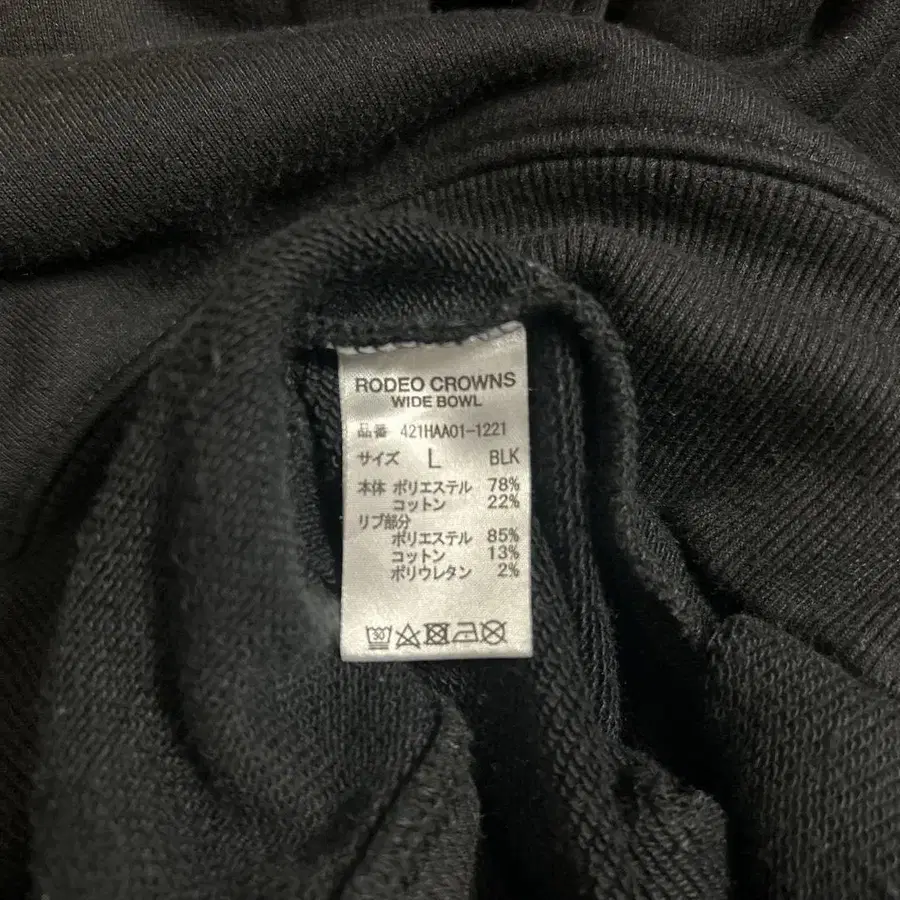 RODEO CROWNS
WIDE BOWL
品番 421HAA01-1221
サイズ L BLK
本体 ポリエステル 78%
コットン 22%
リブ部分
ポリエステル 85%
コットン 13%
ポリウレタン 2%
30